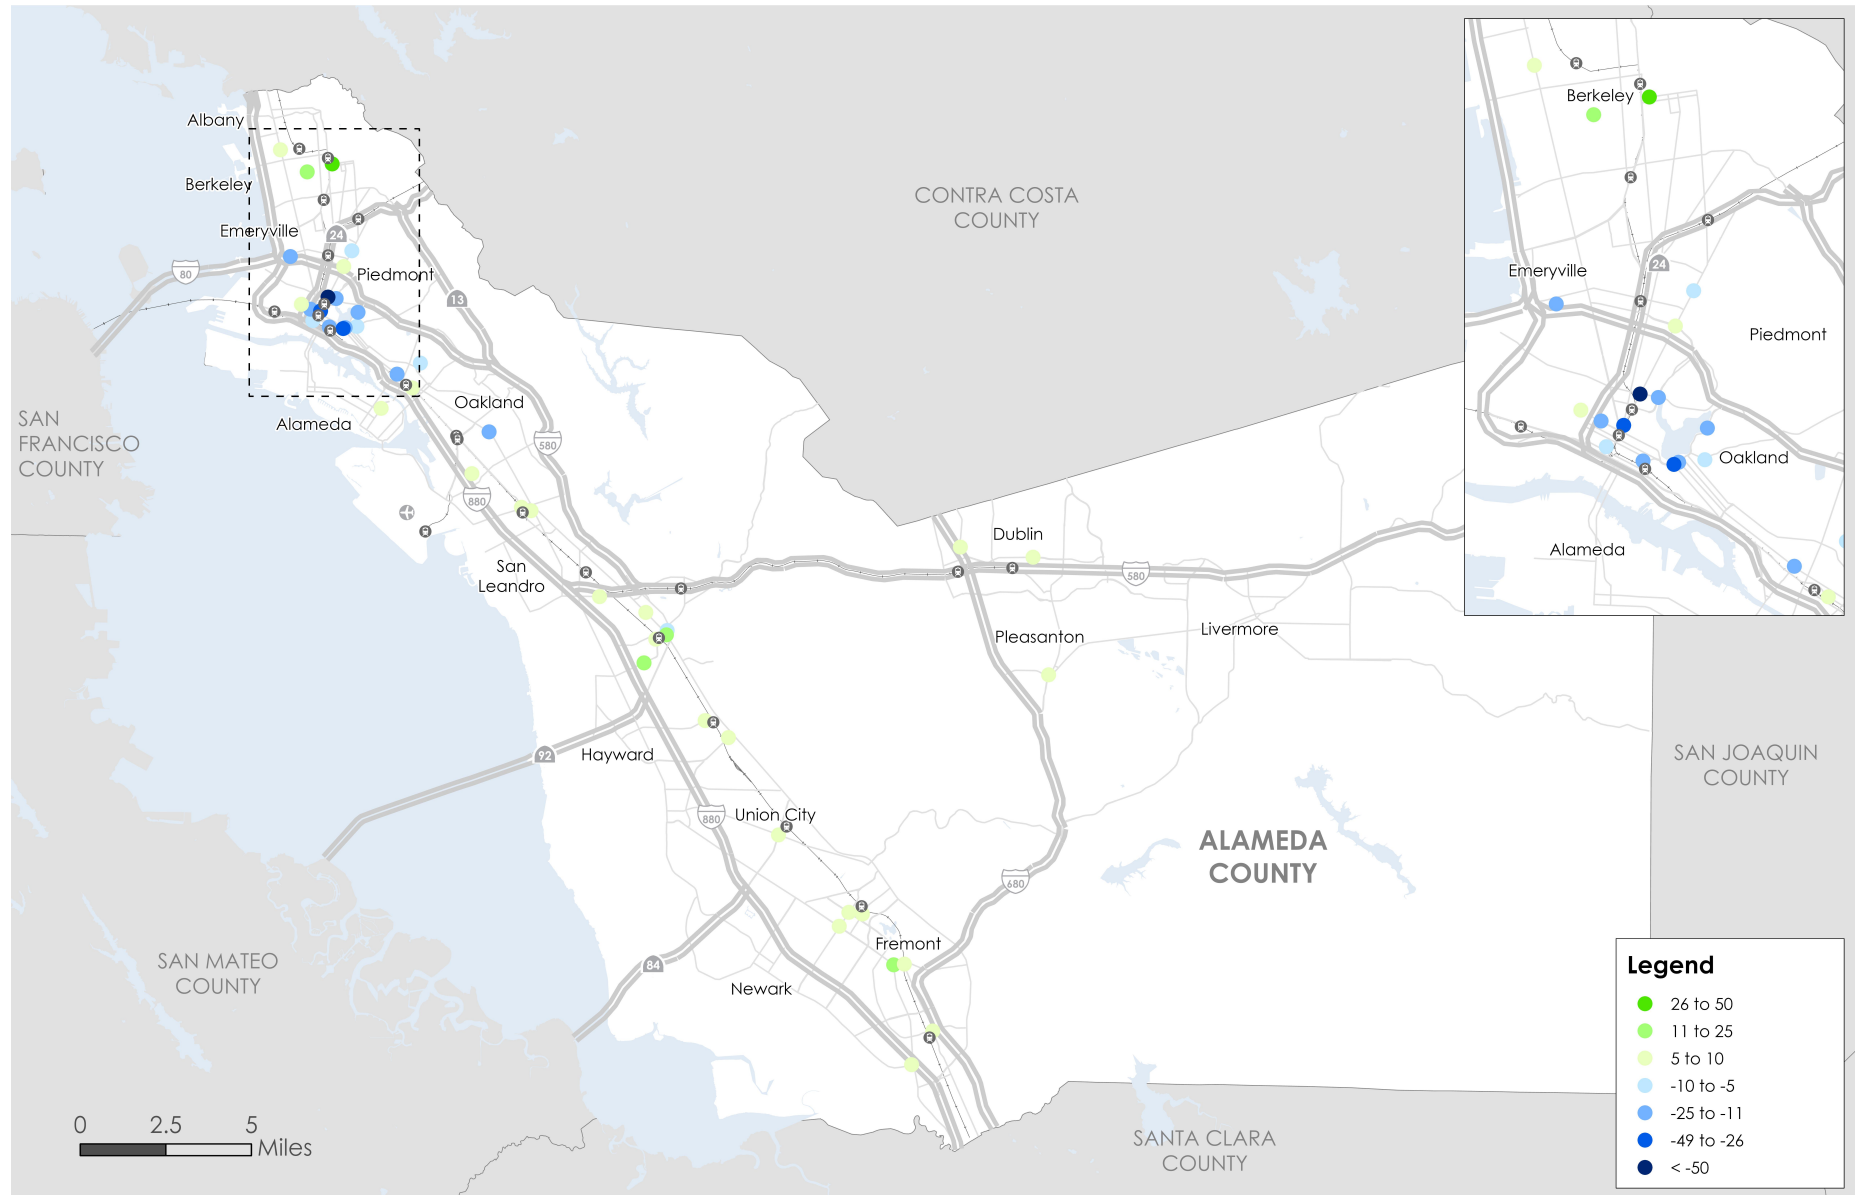 Albany
Berkeley
Emeryville
24
80
Piedmont
13
SAN
FRANCISCO
COUNTY
Alameda
Oakland
580
880
CONTRA COSTA
COUNTY
San
Leandro
Dublin
580
Pleasanton
Livermore
Hayward
92
Union City
880
ALAMEDA
COUNTY
680
SAN JOAQUIN
COUNTY
Fremont
84
SAN MATEO
COUNTY
Newark
SANTA CLARA
COUNTY
0 2.5 5
Miles
Berkeley
24
Emeryville
Piedmont
Oakland
Alameda
Legend
26 to 50
11 to 25
5 to 10
-10 to -5
-25 to -11
-49 to -26
< -50